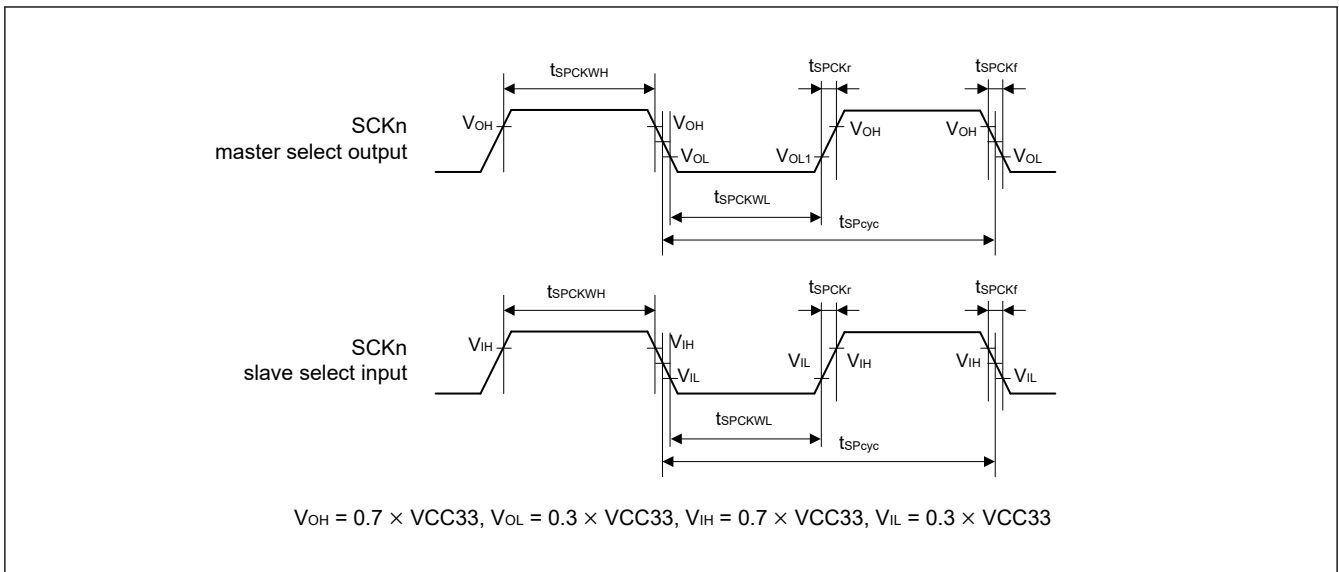 tSPCKWH tSPCKr tSPCKf
SCKn
master select output
VOH VOH VOL VOL1 VOH VOH VOL
tSPCKWL
tSPcyc
tSPCKWH tSPCKr tSPCKf
SCKn
slave select input
VIH VIH VIL VIL VIH VIH VIL
tSPCKWL
tSPcyc
VOH = 0.7 × VCC33, VOL = 0.3 × VCC33, VIH = 0.7 × VCC33, VIL = 0.3 × VCC33